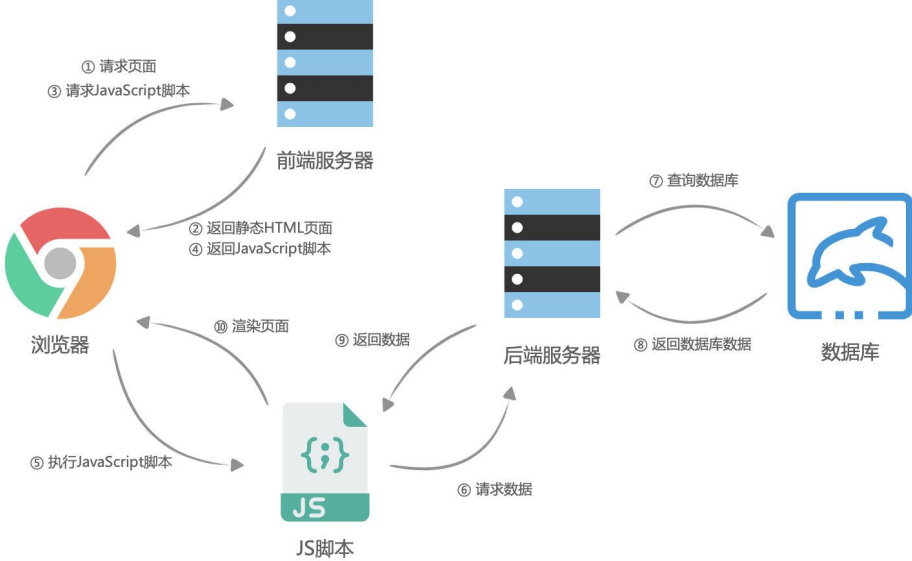 ① 请求页面
③ 请求JavaScript脚本
前端服务器
⑦ 查询数据库
② 返回静态HTML页面
④ 返回JavaScript脚本
⑩ 渲染页面
⑨ 返回数据
浏览器
后端服务器
⑧ 返回数据库数据
数据库
⑤ 执行JavaScript脚本
{;}
⑥ 请求数据
JS
JS脚本